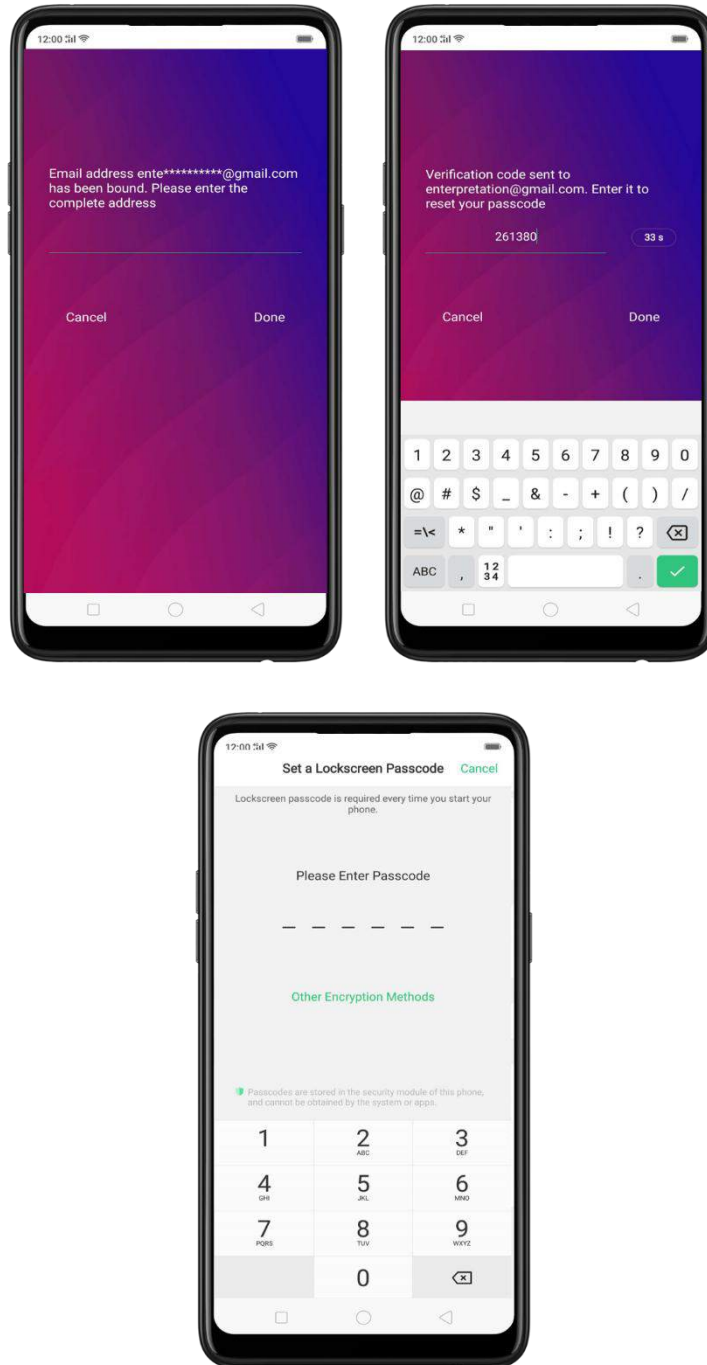 12:00
Email address ente**********@gmail.com
has been bound. Please enter the
complete address
Cancel Done
12:00
Verification code sent to
enterpretation@gmail.com. Enter it to
reset your passcode
261380 33 s
Cancel Done
1 2 3 4 5 6 7 8 9 0
@ # $ _ & - + ( ) /
=\< * " ' : ; ! ?
ABC , 12 .
34
12:00
Set a Lockscreen Passcode Cancel
Lockscreen passcode is required every time you start your
phone.
Please Enter Passcode
Other Encryption Methods
Passcodes are stored in the security module of this phone,
and cannot be obtained by the system or apps.
1 2 3
ABC DEF
4 5 6
GHI JKL MNO
7 8 9
PQRS TUV WXYZ
0